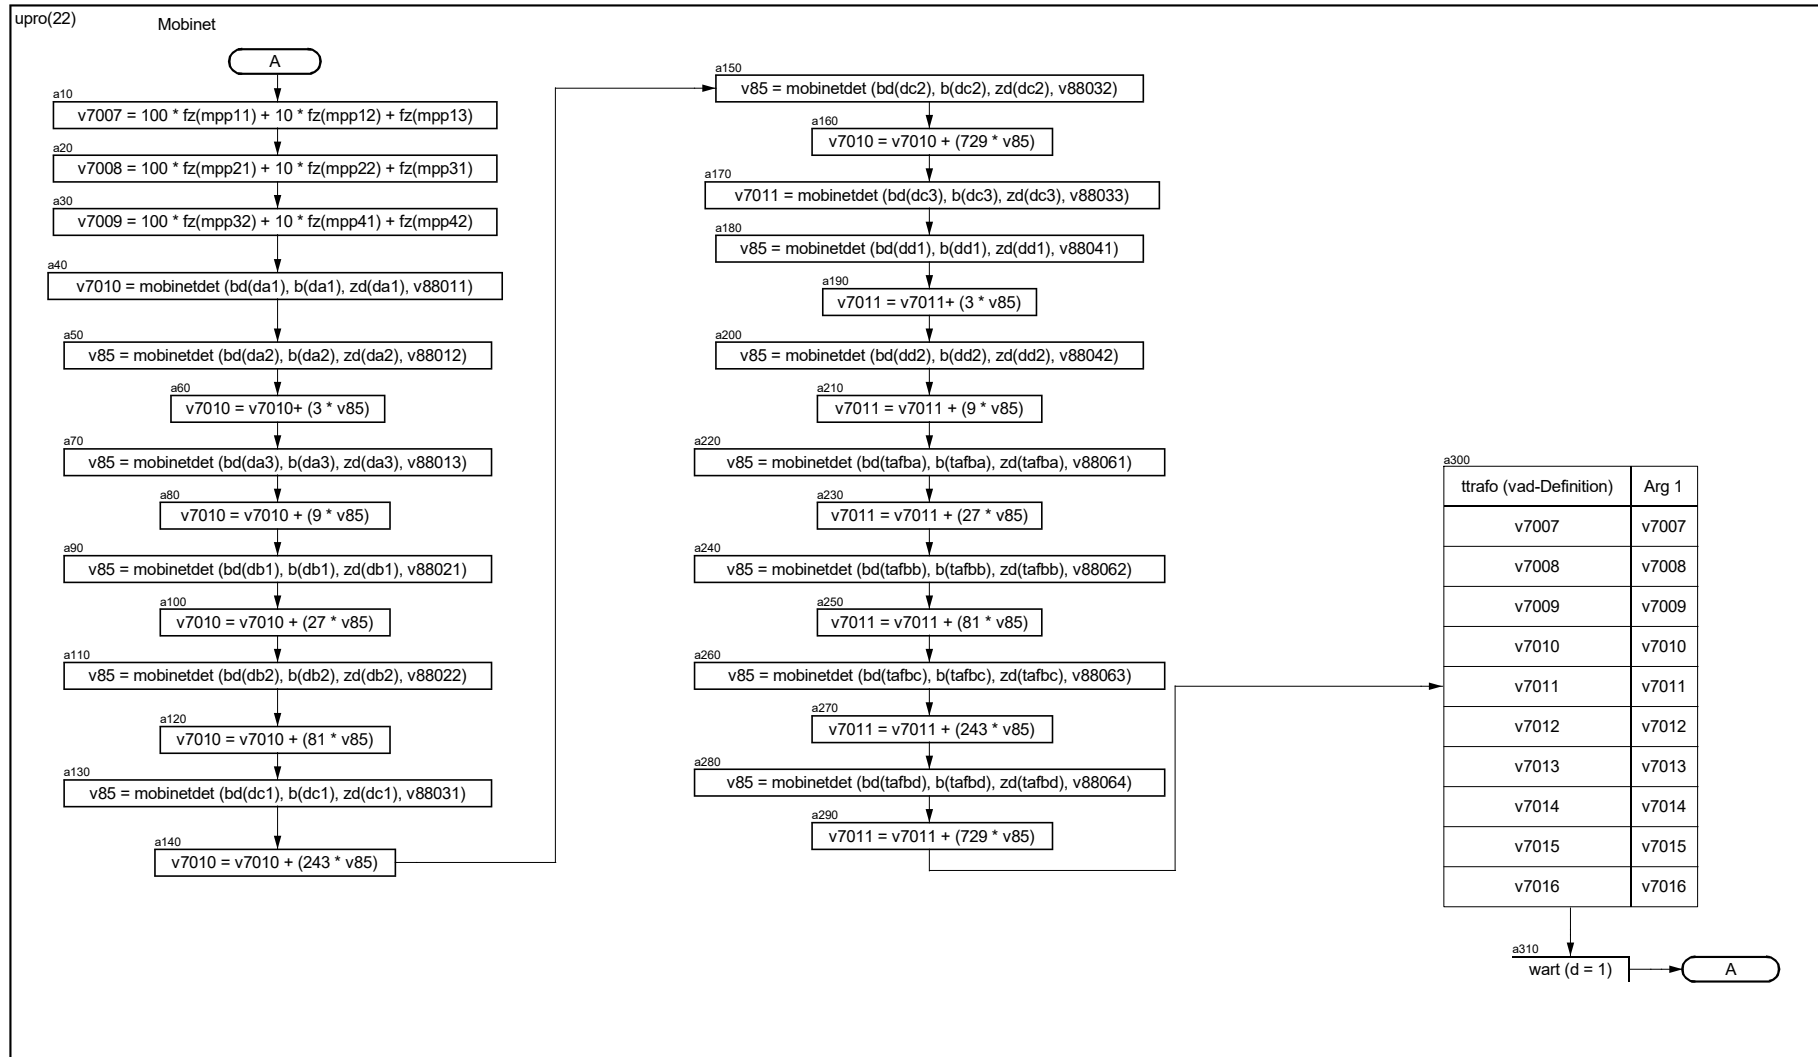 upro(22)
Mobinet
A
a10
v7007 = 100 * fz(mpp11) + 10 * fz(mpp12) + fz(mpp13)
a20
v7008 = 100 * fz(mpp21) + 10 * fz(mpp22) + fz(mpp31)
a30
v7009 = 100 * fz(mpp32) + 10 * fz(mpp41) + fz(mpp42)
a40
v7010 = mobinetdet (bd(da1), b(da1), zd(da1), v88011)
a50
v85 = mobinetdet (bd(da2), b(da2), zd(da2), v88012)
a60
v7010 = v7010+ (3 * v85)
a70
v85 = mobinetdet (bd(da3), b(da3), zd(da3), v88013)
a80
v7010 = v7010 + (9 * v85)
a90
v85 = mobinetdet (bd(db1), b(db1), zd(db1), v88021)
a100
v7010 = v7010 + (27 * v85)
a110
v85 = mobinetdet (bd(db2), b(db2), zd(db2), v88022)
a120
v7010 = v7010 + (81 * v85)
a130
v85 = mobinetdet (bd(dc1), b(dc1), zd(dc1), v88031)
a140
v7010 = v7010 + (243 * v85)
a150
v85 = mobinetdet (bd(dc2), b(dc2), zd(dc2), v88032)
a160
v7010 = v7010 + (729 * v85)
a170
v7011 = mobinetdet (bd(dc3), b(dc3), zd(dc3), v88033)
a180
v85 = mobinetdet (bd(dd1), b(dd1), zd(dd1), v88041)
a190
v7011 = v7011+ (3 * v85)
a200
v85 = mobinetdet (bd(dd2), b(dd2), zd(dd2), v88042)
a210
v7011 = v7011 + (9 * v85)
a220
v85 = mobinetdet (bd(tafba), b(tafba), zd(tafba), v88061)
a230
v7011 = v7011 + (27 * v85)
a240
v85 = mobinetdet (bd(tafbb), b(tafbb), zd(tafbb), v88062)
a250
v7011 = v7011 + (81 * v85)
a260
v85 = mobinetdet (bd(tafbc), b(tafbc), zd(tafbc), v88063)
a270
v7011 = v7011 + (243 * v85)
a280
v85 = mobinetdet (bd(tafbd), b(tafbd), zd(tafbd), v88064)
a290
v7011 = v7011 + (729 * v85)
a300
ttrafo (vad-Definition) Arg 1
v7007 v7007
v7008 v7008
v7009 v7009
v7010 v7010
v7011 v7011
v7012 v7012
v7013 v7013
v7014 v7014
v7015 v7015
v7016 v7016
a310
wart (d = 1)
A